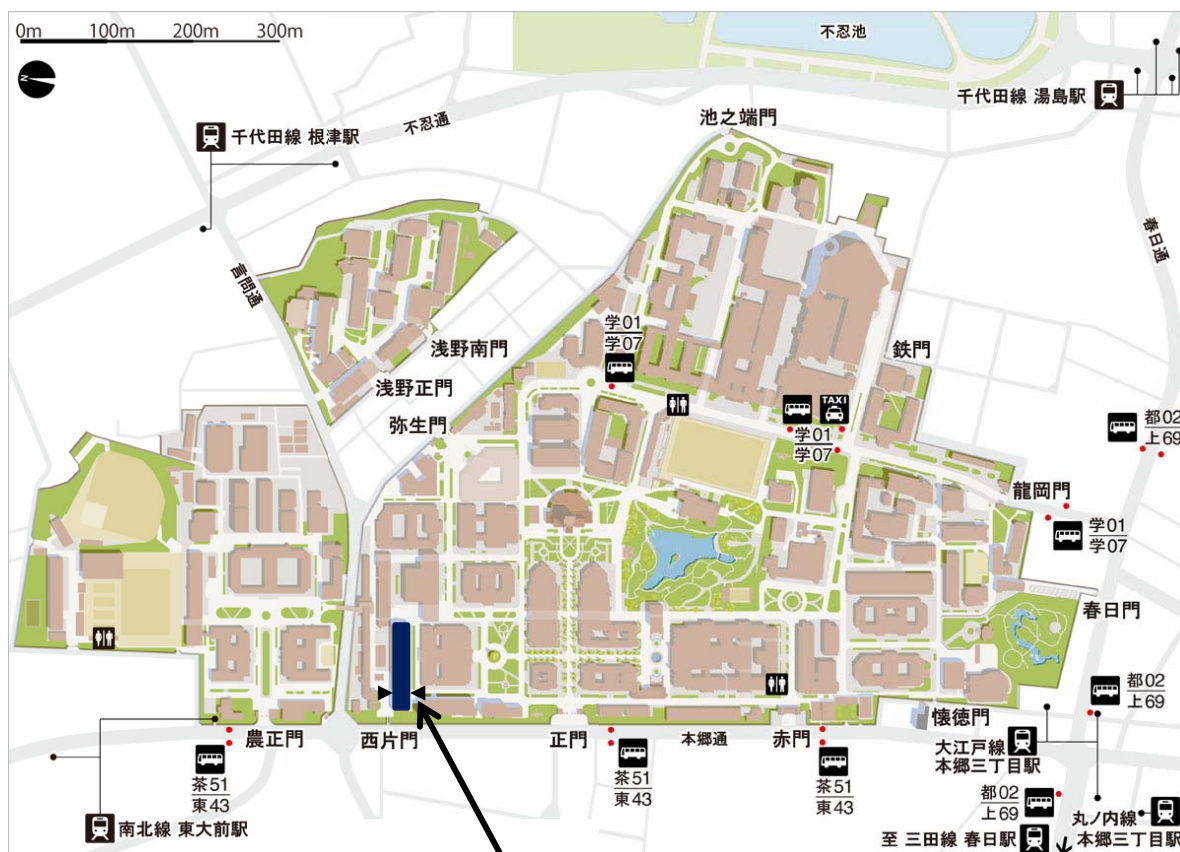 0m 100m 200m 300m
N
不忍池
千代田線 湯島駅
池之端門
不忍通
千代田線 根津駅
春日通
言問通
学01
学07
浅野南門
鉄門
浅野正門
TAXI
弥生門
学01
学07
都02
上69
龍岡門
学01
学07
春日門
都02
上69
懐徳門
農正門
西片門
正門
本郷通
赤門
大江戸線
本郷三丁目駅
茶51
東43
茶51
東43
茶51
東43
都02
上69
丸ノ内線
本郷三丁目駅
南北線 東大前駅
至 三田線 春日駅